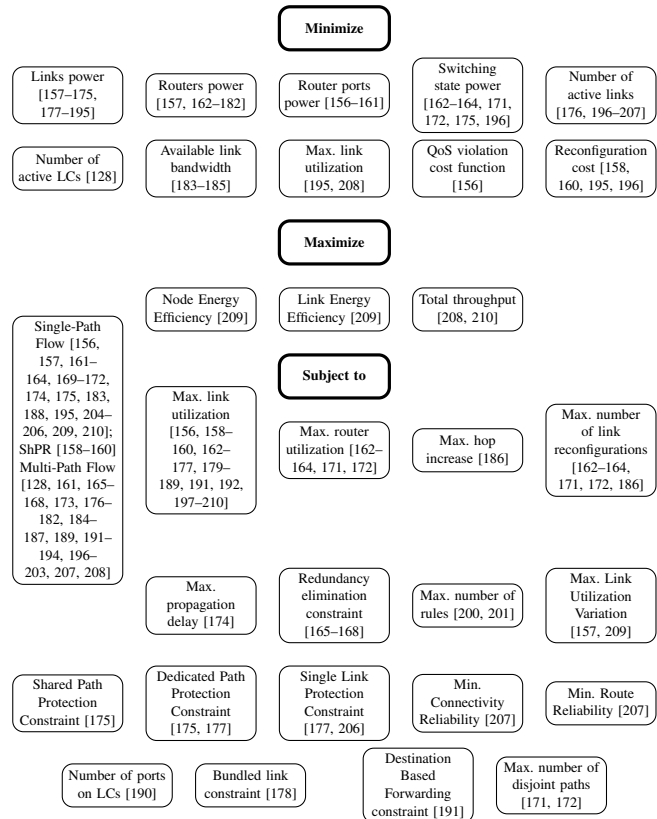 Minimize
Links power
[157–175,
177–195]
Routers power
[157, 162–182]
Router ports
power [156–161]
Switching
state power
[162–164, 171,
172, 175, 196]
Number of
active links
[176, 196–207]
Number of
active LCs [128]
Available link
bandwidth
[183–185]
Max. link
utilization
[195, 208]
QoS violation
cost function
[156]
Reconfiguration
cost [158,
160, 195, 196]
Maximize
Node Energy
Efficiency [209]
Link Energy
Efficiency [209]
Total throughput
[208, 210]
Subject to
Single-Path
Flow [156,
157, 161–
164, 169–172,
174, 175, 183,
188, 195, 204–
206, 209, 210];
ShPR [158–160]
Multi-Path Flow
[128, 161, 165–
168, 173, 176–
182, 184–
187, 189, 191–
194, 196–
203, 207, 208]
Max. link
utilization
[156, 158–
160, 162–
177, 179–
189, 191, 192,
197–210]
Max. router
utilization [162–
164, 171, 172]
Max. hop
increase [186]
Max. number
of link
reconfigurations
[162–164,
171, 172, 186]
Max.
propagation
delay [174]
Redundancy
elimination
constraint
[165–168]
Max. number of
rules [200, 201]
Max. Link
Utilization
Variation
[157, 209]
Shared Path
Protection
Constraint [175]
Dedicated Path
Protection
Constraint
[175, 177]
Single Link
Protection
Constraint
[177, 206]
Min.
Connectivity
Reliability [207]
Min. Route
Reliability [207]
Number of ports
on LCs [190]
Bundled link
constraint [178]
Destination
Based
Forwarding
constraint [191]
Max. number of
disjoint paths
[171, 172]